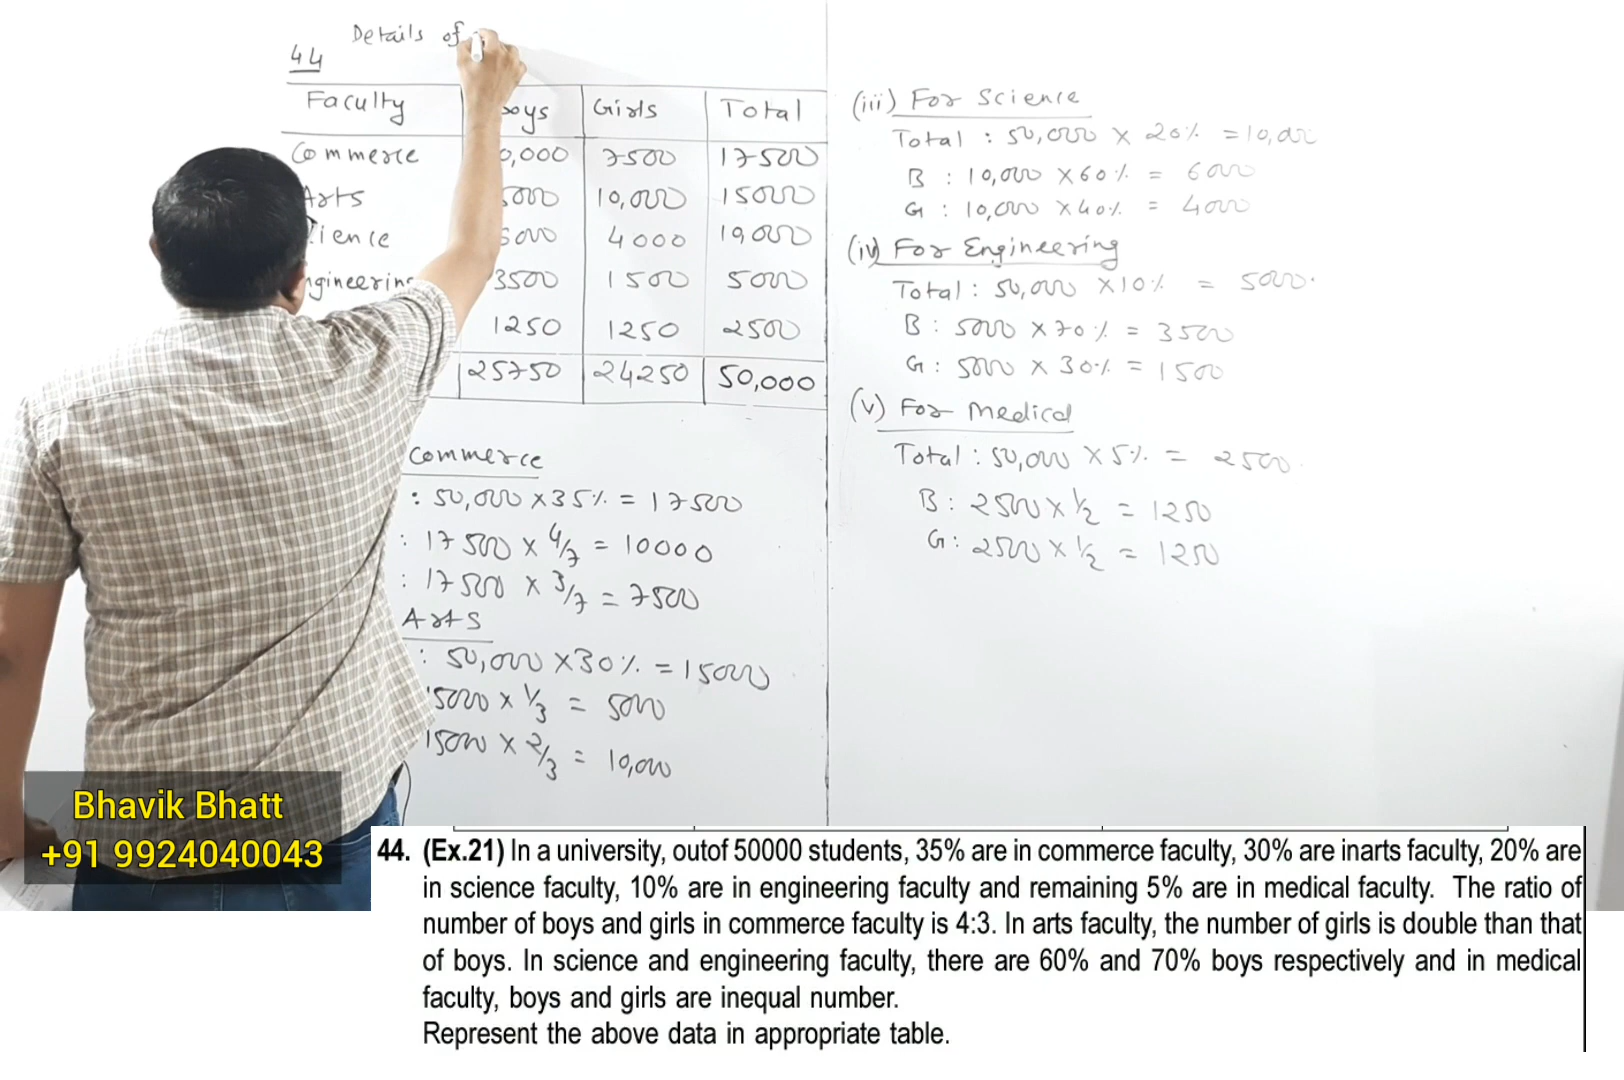 44
Details of
Faculty boys Girls Total
Commerce 0,000 7500 17500
Arts 5000 10,000 15000
ience 6000 4000 10,000
ngineering 3500 1500 5000
1250 1250 2500
25750 24250 50,000
Commerce
: 50,000 x 35% = 17500
: 17500 x 4/7 = 10000
: 17500 x 3/7 = 7500
Arts
: 50,000 x 30% = 15000
15000 x 1/3 = 5000
15000 x 2/3 = 10,000
(iii) For Science
Total : 50,000 x 20% = 10,000
B : 10,000 x 60% = 6000
G : 10,000 x 40% = 4000
(iv) For Engineering
Total : 50,000 x 10% = 5000.
B : 5000 x 70% = 3500
G : 5000 x 30% = 1500
(v) For Medical
Total : 50,000 x 5% = 2500.
B : 2500 x 1/2 = 1250
G : 2500 x 1/2 = 1250
Bhavik Bhatt
+91 9924040043
44. (Ex.21) In a university, outof 50000 students, 35% are in commerce faculty, 30% are inarts faculty, 20% are
in science faculty, 10% are in engineering faculty and remaining 5% are in medical faculty. The ratio of
number of boys and girls in commerce faculty is 4:3. In arts faculty, the number of girls is double than that
of boys. In science and engineering faculty, there are 60% and 70% boys respectively and in medical
faculty, boys and girls are inequal number.
Represent the above data in appropriate table.